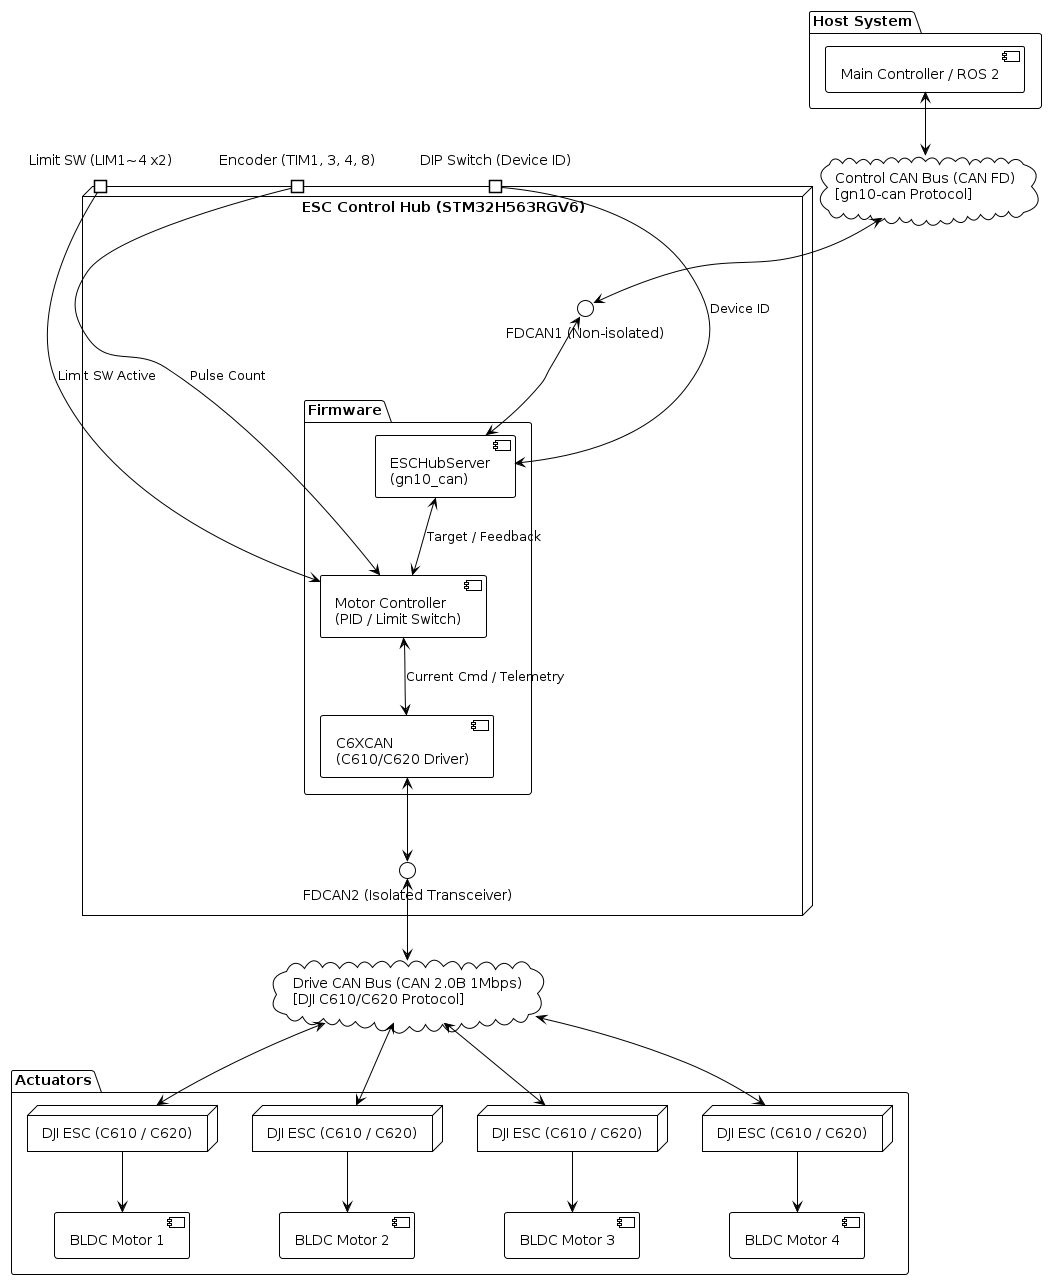 Host System
Main Controller / ROS 2
Limit SW (LIM1~4 x2)
Encoder (TIM1, 3, 4, 8)
DIP Switch (Device ID)
Control CAN Bus (CAN FD)
[gn10-can Protocol]
ESC Control Hub (STM32H563RGV6)
Device ID
FDCAN1 (Non-isolated)
Limit SW Active
Pulse Count
Firmware
ESCHubServer
(gn10_can)
Target / Feedback
Motor Controller
(PID / Limit Switch)
Current Cmd / Telemetry
C6XCAN
(C610/C620 Driver)
FDCAN2 (Isolated Transceiver)
Drive CAN Bus (CAN 2.0B 1Mbps)
[DJI C610/C620 Protocol]
Actuators
DJI ESC (C610 / C620)
DJI ESC (C610 / C620)
DJI ESC (C610 / C620)
DJI ESC (C610 / C620)
BLDC Motor 1
BLDC Motor 2
BLDC Motor 3
BLDC Motor 4